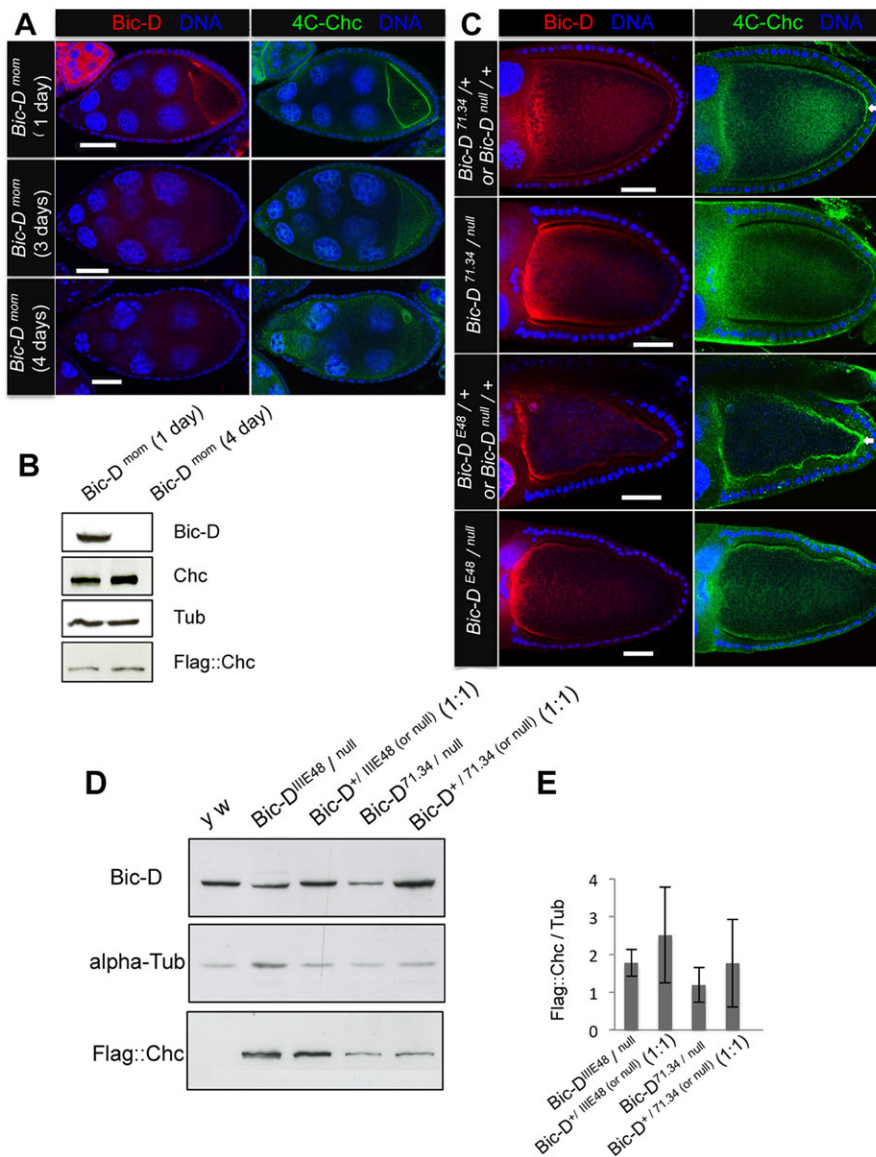 A
Bic-D DNA
4C-Chc DNA
Bic-D mom
( 1 day)
Bic-D mom
(3 days)
Bic-D mom
(4 days)
B
Bic-D mom (1 day)
Bic-D mom (4 day)
Bic-D
Chc
Tub
Flag::Chc
C
Bic-D DNA
4C-Chc DNA
Bic-D 71.34/+
or Bic-D null / +
Bic-D 71.34 / null
Bic-D E48 / +
or Bic-D null / +
Bic-D E48 / null
D
y w
Bic-D IIIE48 / null
Bic-D +/ IIIE48 (or null) (1:1)
Bic-D 71.34 / null
Bic-D + / 71.34 (or null) (1:1)
Bic-D
alpha-Tub
Flag::Chc
E
Flag::Chc / Tub
4
3
2
1
0
Bic-D IIIE48 / null
Bic-D +/ IIIE48 (or null) (1:1)
Bic-D 71.34 / null
Bic-D + / 71.34 (or null) (1:1)